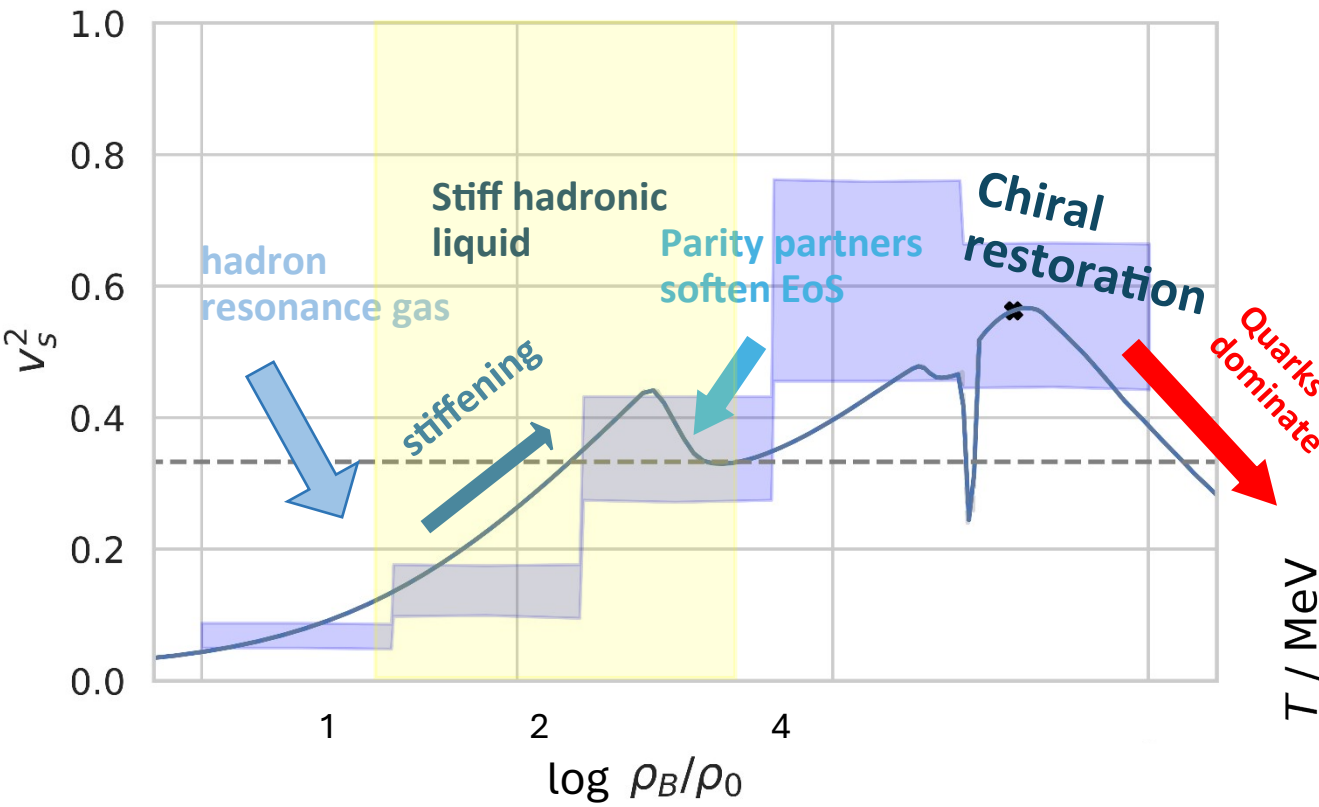 1.0
0.8
0.6
0.4
0.2
0.0
v_s^2
hadron
resonance gas
Stiff hadronic
liquid
stiffening
Parity partners
soften EoS
Chiral
restoration
Quarks
dominate
T / MeV
1 2 4
log ρ_B/ρ_0